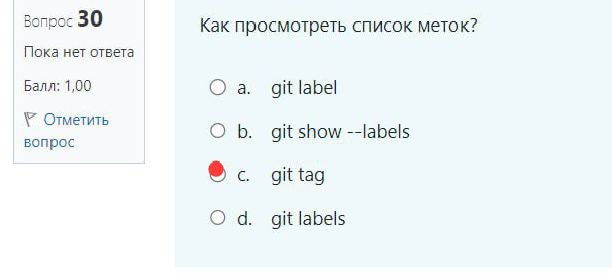 Вопрос 30
Пока нет ответа
Балл: 1,00
Отметить
вопрос
Как просмотреть список меток?
a. git label
b. git show --labels
c. git tag
d. git labels